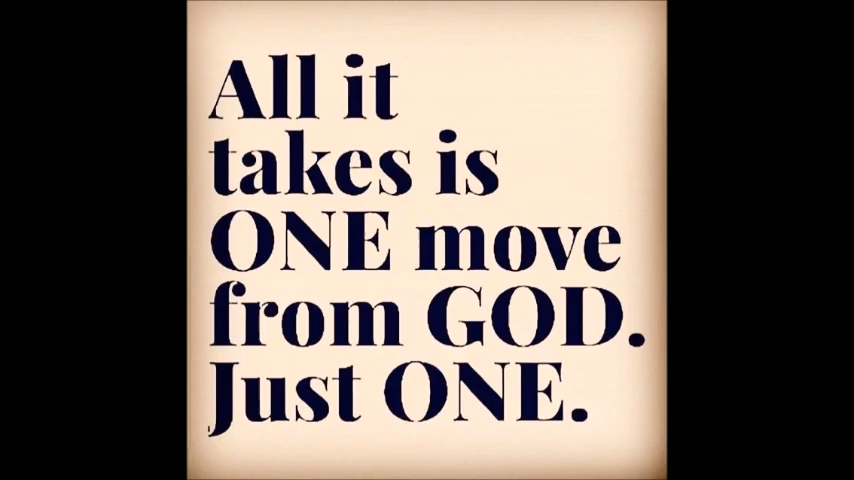 All it
takes is
ONE move
from GOD.
Just ONE.